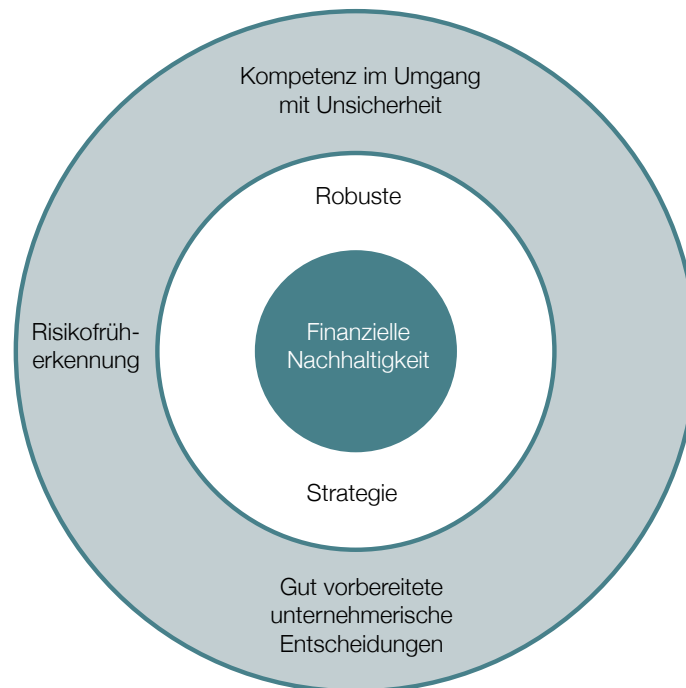 Kompetenz im Umgang
mit Unsicherheit
Robuste
Risikofrüh-
erkennung
Finanzielle
Nachhaltigkeit
Strategie
Gut vorbereitete
unternehmerische
Entscheidungen